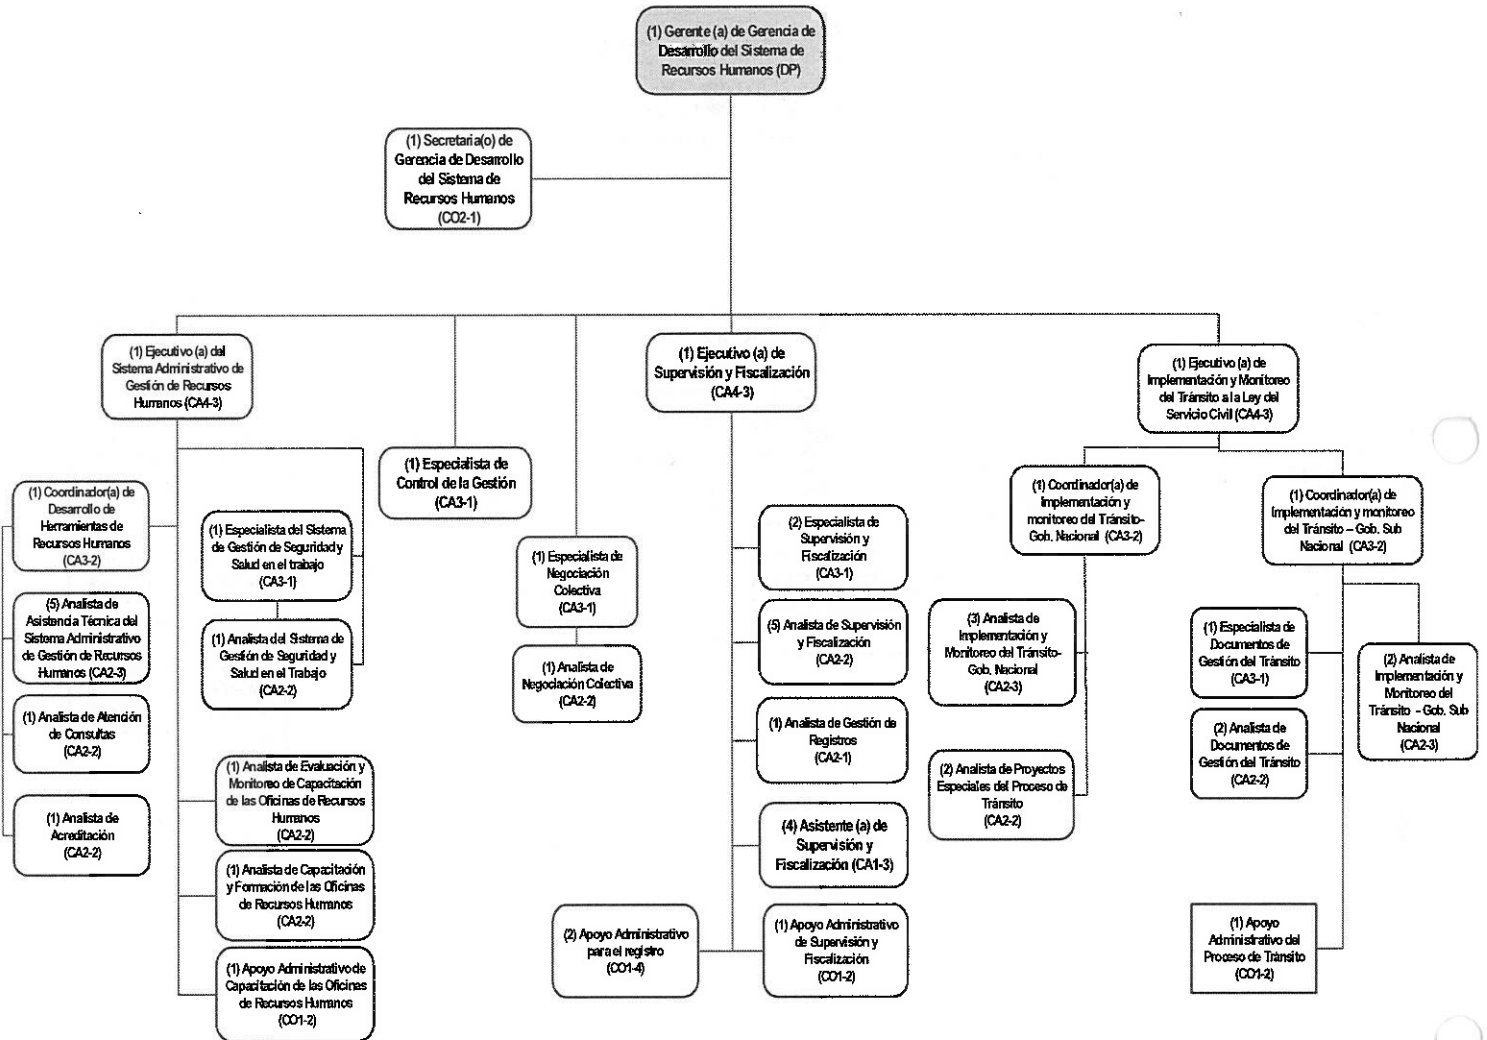 (1) Gerente (a) de Gerencia de
Desarrollo del Sistema de
Recursos Humanos (DP)
(1) Secretaria(o) de
Gerencia de Desarrollo
del Sistema de
Recursos Humanos
(CO2-1)
(1) Ejecutivo (a) del
Sistema Administrativo de
Gestión de Recursos
Humanos (CA4-3)
(1) Coordinador(a) de
Desarrollo de
Herramientas de
Recursos Humanos
(CA3-2)
(5) Analista de
Asistencia Técnica del
Sistema Administrativo
de Gestión de Recursos
Humanos (CA2-3)
(1) Analista de Atención
de Consultas
(CA2-2)
(1) Analista de
Acreditación
(CA2-2)
(1) Especialista del Sistema
de Gestión de Seguridad y
Salud en el trabajo
(CA3-1)
(1) Analista del Sistema de
Gestión de Seguridad y
Salud en el Trabajo
(CA2-2)
(1) Analista de Evaluación y
Monitoreo de Capacitación
de las Oficinas de Recursos
Humanos
(CA2-2)
(1) Analista de Capacitación
y Formación de las Oficinas
de Recursos Humanos
(CA2-2)
(1) Apoyo Administrativo de
Capacitación de las Oficinas
de Recursos Humanos
(CO1-2)
(1) Especialista de
Control de la Gestión
(CA3-1)
(1) Especialista de
Negociación
Colectiva
(CA3-1)
(1) Analista de
Negociación Colectiva
(CA2-2)
(1) Ejecutivo (a) de
Supervisión y Fiscalización
(CA4-3)
(2) Especialista de
Supervisión y
Fiscalización
(CA3-1)
(5) Analista de Supervisión
y Fiscalización
(CA2-2)
(1) Analista de Gestión de
Registros
(CA2-1)
(4) Asistente (a) de
Supervisión y
Fiscalización (CA1-3)
(2) Apoyo Administrativo
para el registro
(CO1-4)
(1) Apoyo Administrativo
de Supervisión y
Fiscalización
(CO1-2)
(1) Ejecutivo (a) de
Implementación y Monitoreo
del Tránsito a la Ley del
Servicio Civil (CA4-3)
(1) Coordinador(a) de
implementación y
monitoreo del Tránsito-
Gob. Nacional (CA3-2)
(3) Analista de
Implementación y
Monitoreo del Tránsito-
Gob. Nacional
(CA2-3)
(2) Analista de Proyectos
Especiales del Proceso de
Tránsito
(CA2-2)
(1) Coordinador(a) de
Implementación y monitoreo
del Tránsito – Gob. Sub
Nacional (CA3-2)
(1) Especialista de
Documentos de
Gestión del Tránsito
(CA3-1)
(2) Analista de
Documentos de
Gestión del Tránsito
(CA2-2)
(2) Analista de
Implementación y
Monitoreo del
Tránsito - Gob. Sub
Nacional
(CA2-3)
(1) Apoyo
Administrativo del
Proceso de Tránsito
(CO1-2)